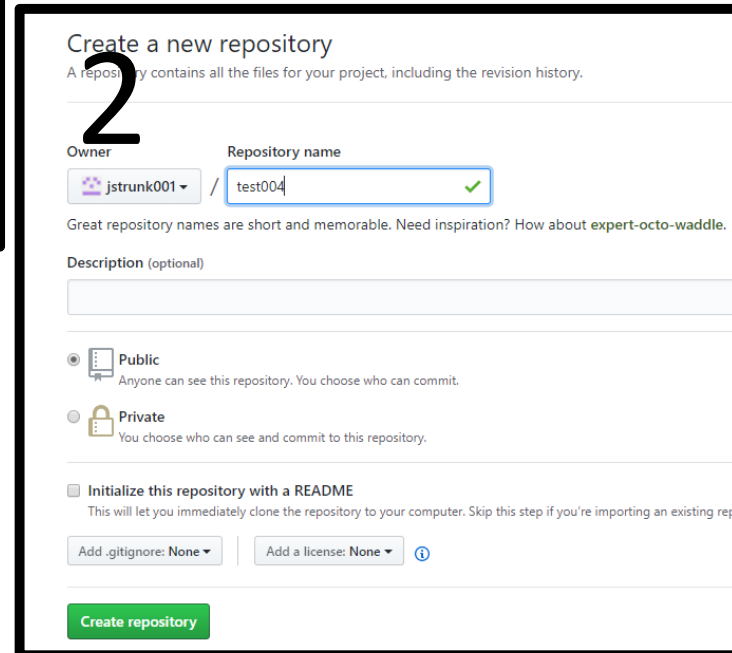 2
Create a new repository
A repository contains all the files for your project, including the revision history.
Owner Repository name
jstrunk001 / test004
Great repository names are short and memorable. Need inspiration? How about expert-octo-waddle.
Description (optional)
Public
Anyone can see this repository. You choose who can commit.
Private
You choose who can see and commit to this repository.
Initialize this repository with a README
This will let you immediately clone the repository to your computer. Skip this step if you're importing an existing rep
Add .gitignore: None Add a license: None
Create repository